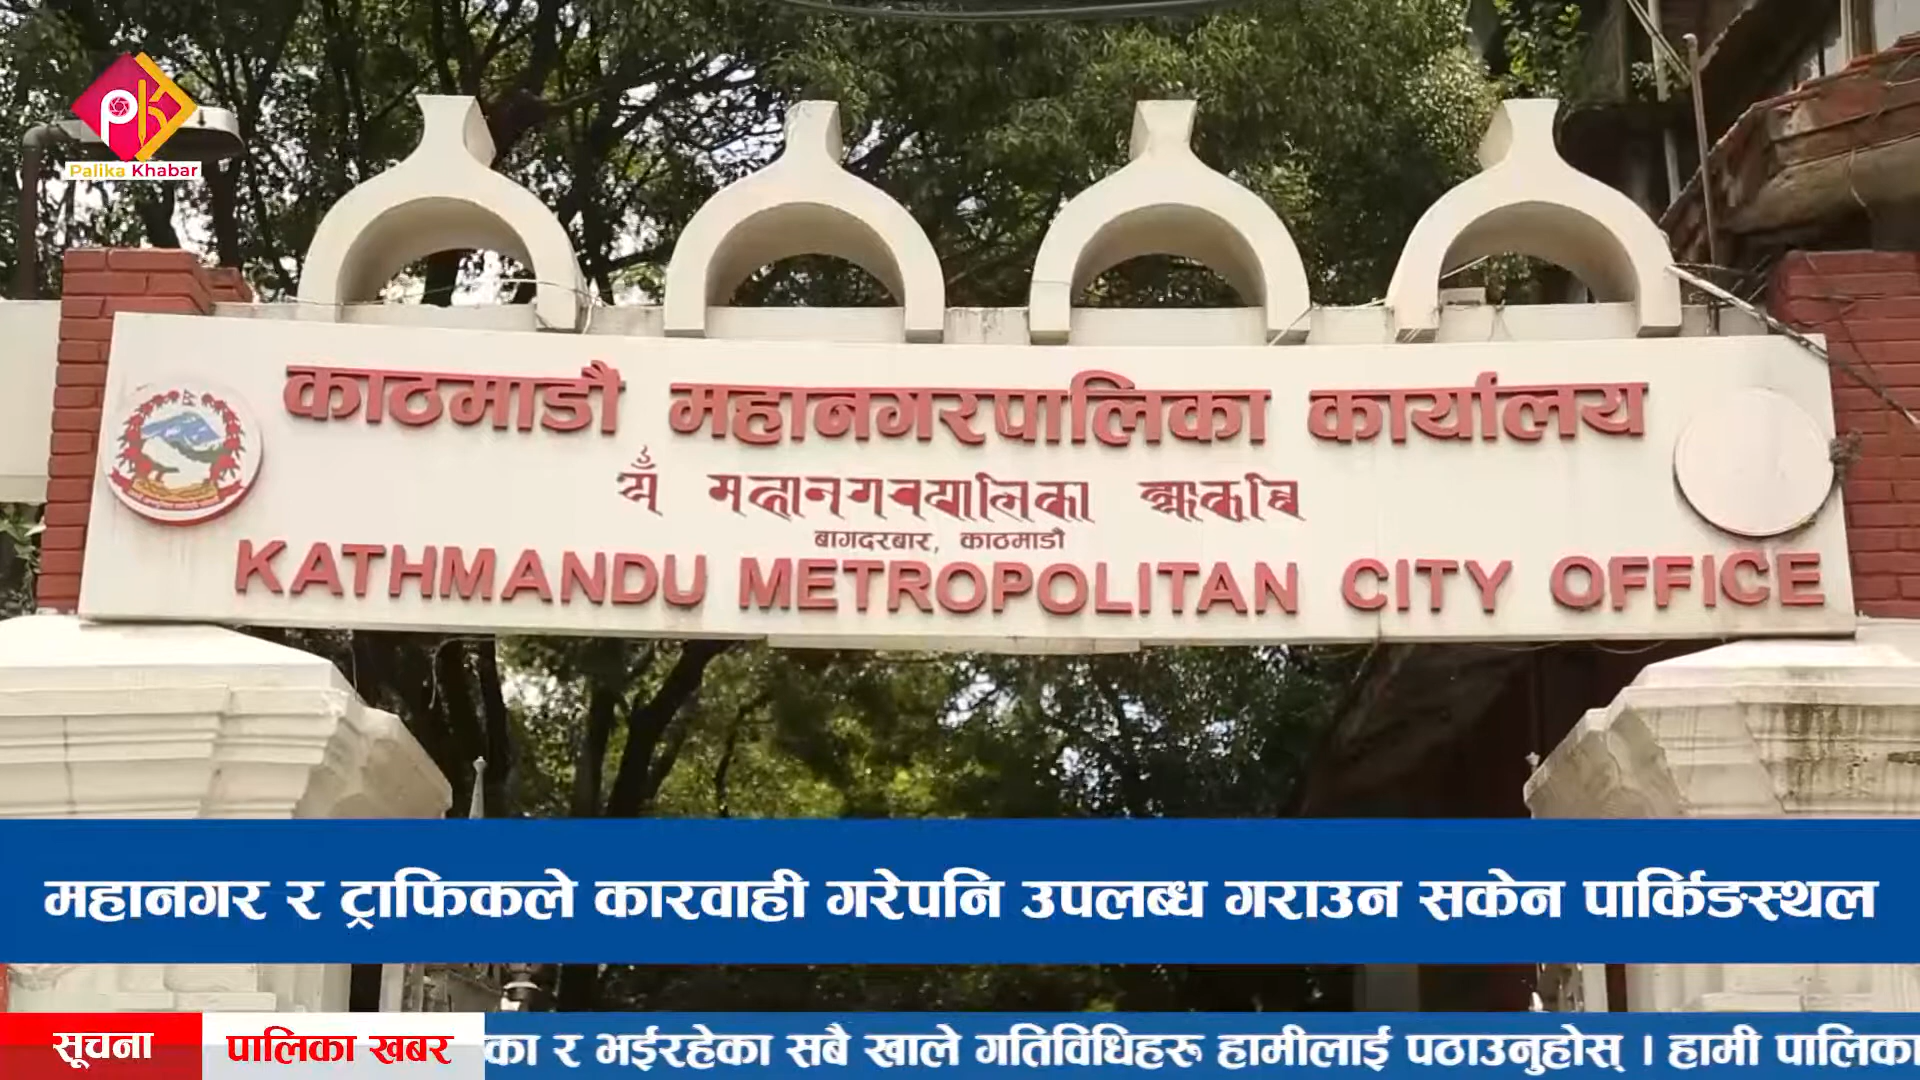 PK
Palika Khabar
काठमाडौं महानगरपालिका कार्यालय
बागदरबार, काठमाडौं
KATHMANDU METROPOLITAN CITY OFFICE
महानगर र ट्राफिकले कारवाही गरेपनि उपलब्ध गराउन सकेन पार्किङस्थल
सूचना पालिका खबर का र भईरहेका सबै खाले गतिविधिहरु हामीलाई पठाउनुहोस् । हामी पालिका